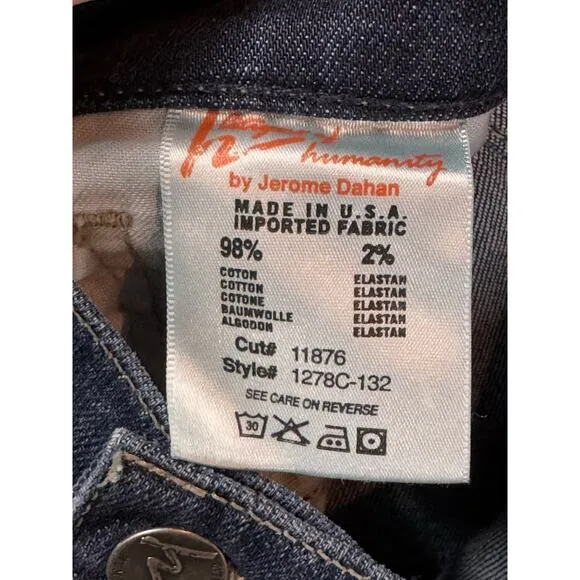 humanity
by Jerome Dahan
MADE IN U.S.A.
IMPORTED FABRIC
98% 2%
COTON ELASTAN
COTTON ELASTAN
COTONE ELASTAN
BAUMWOLLE ELASTAN
ALGODON ELASTAN
Cut# 11876
Style# 1278C-132
SEE CARE ON REVERSE
30